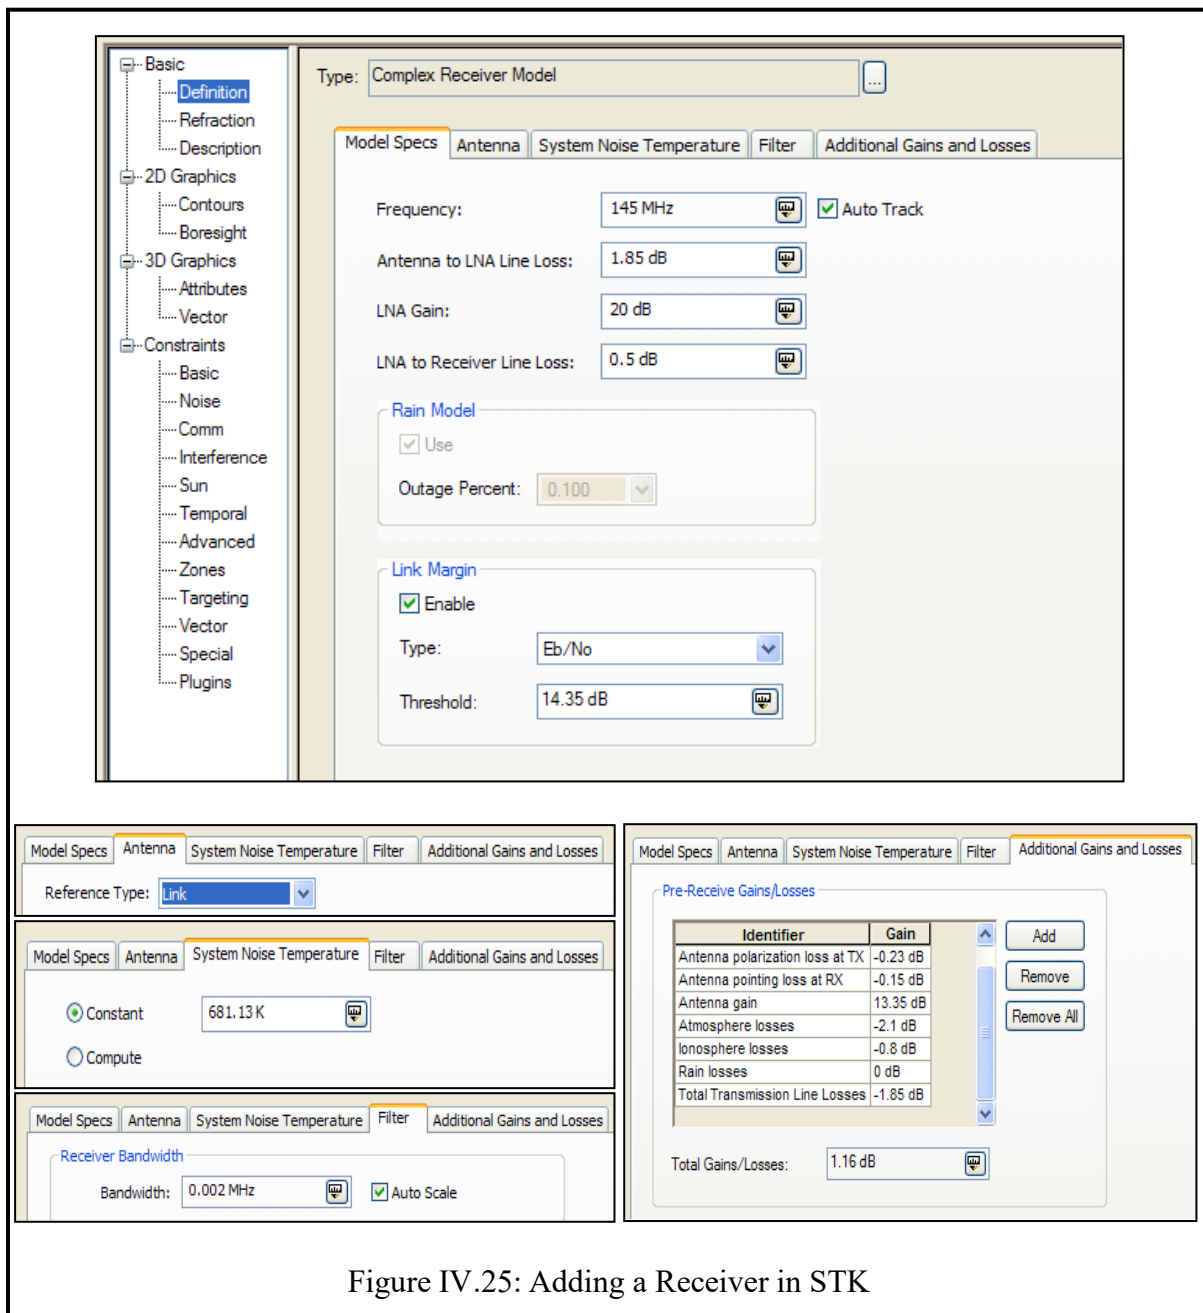 Basic
Definition
Refraction
Description
2D Graphics
Contours
Boresight
3D Graphics
Attributes
Vector
Constraints
Basic
Noise
Comm
Interference
Sun
Temporal
Advanced
Zones
Targeting
Vector
Special
Plugins
Type: Complex Receiver Model ...
Model Specs Antenna System Noise Temperature Filter Additional Gains and Losses
Frequency: 145 MHz Auto Track
Antenna to LNA Line Loss: 1.85 dB
LNA Gain: 20 dB
LNA to Receiver Line Loss: 0.5 dB
Rain Model
Use
Outage Percent: 0.100
Link Margin
Enable
Type: Eb/No
Threshold: 14.35 dB
Model Specs Antenna System Noise Temperature Filter Additional Gains and Losses
Reference Type: Link
Model Specs Antenna System Noise Temperature Filter Additional Gains and Losses
Constant 681.13 K
Compute
Model Specs Antenna System Noise Temperature Filter Additional Gains and Losses
Receiver Bandwidth
Bandwidth: 0.002 MHz Auto Scale
Model Specs Antenna System Noise Temperature Filter Additional Gains and Losses
Pre-Receive Gains/Losses
Identifier Gain
Antenna polarization loss at TX -0.23 dB
Antenna pointing loss at RX -0.15 dB
Antenna gain 13.35 dB
Atmosphere losses -2.1 dB
Ionosphere losses -0.8 dB
Rain losses 0 dB
Total Transmission Line Losses -1.85 dB
Add
Remove
Remove All
Total Gains/Losses: 1.16 dB
Figure IV.25: Adding a Receiver in STK